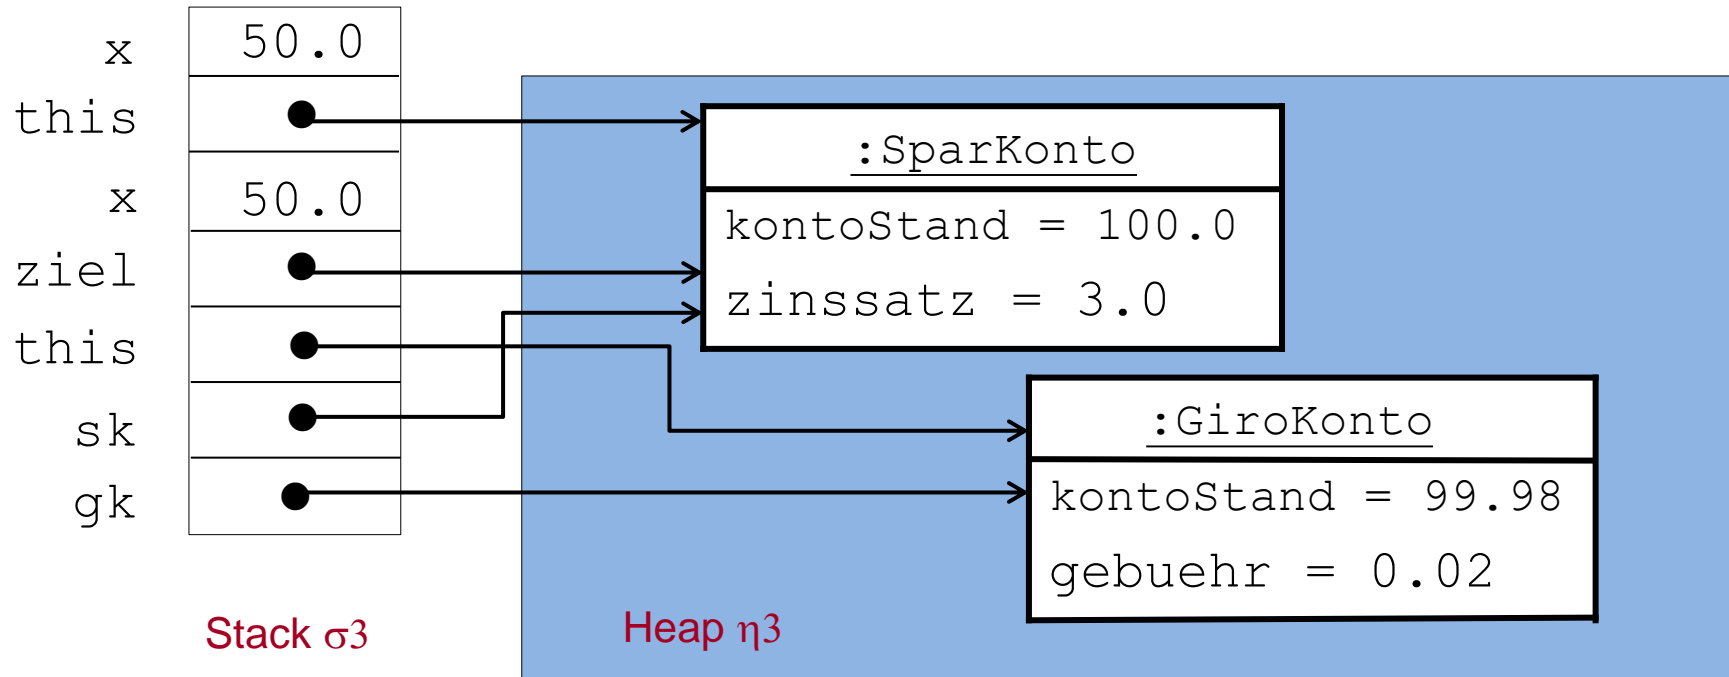 x 50.0
this
x 50.0
ziel
this
sk
gk
Stack σ3
:SparKonto
kontoStand = 100.0
zinssatz = 3.0
:GiroKonto
kontoStand = 99.98
gebuehr = 0.02
Heap η3